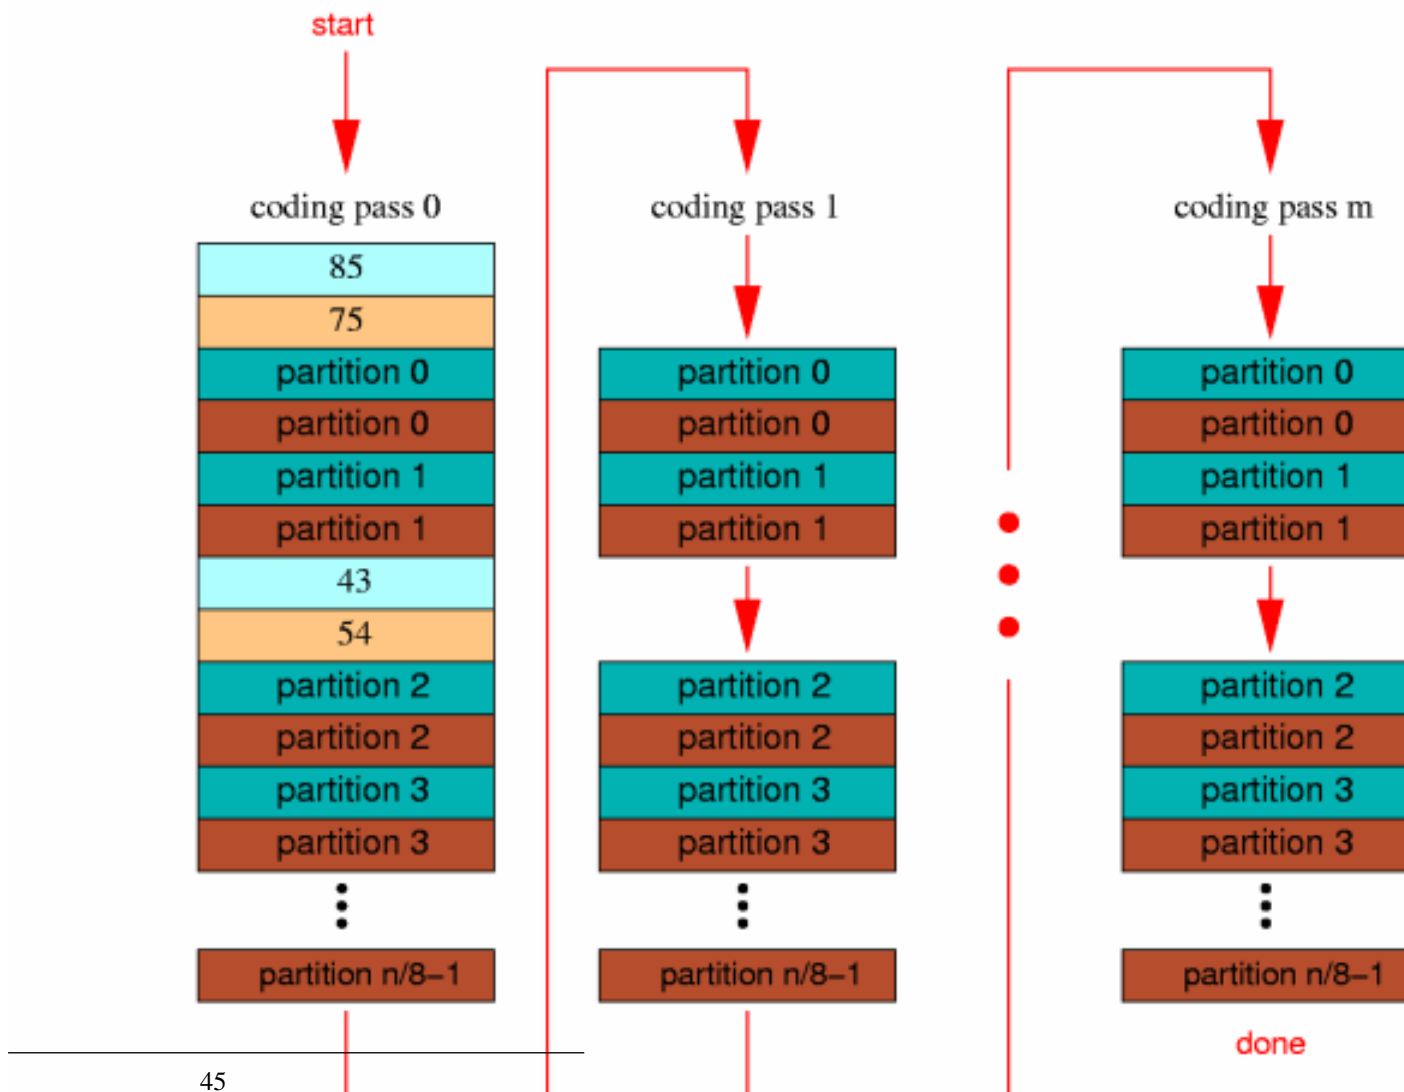 start
coding pass 0
85
75
partition 0
partition 0
partition 1
partition 1
43
54
partition 2
partition 2
partition 3
partition 3
partition n/8−1
coding pass 1
partition 0
partition 0
partition 1
partition 1
partition 2
partition 2
partition 3
partition 3
partition n/8−1
coding pass m
partition 0
partition 0
partition 1
partition 1
partition 2
partition 2
partition 3
partition 3
partition n/8−1
done
45